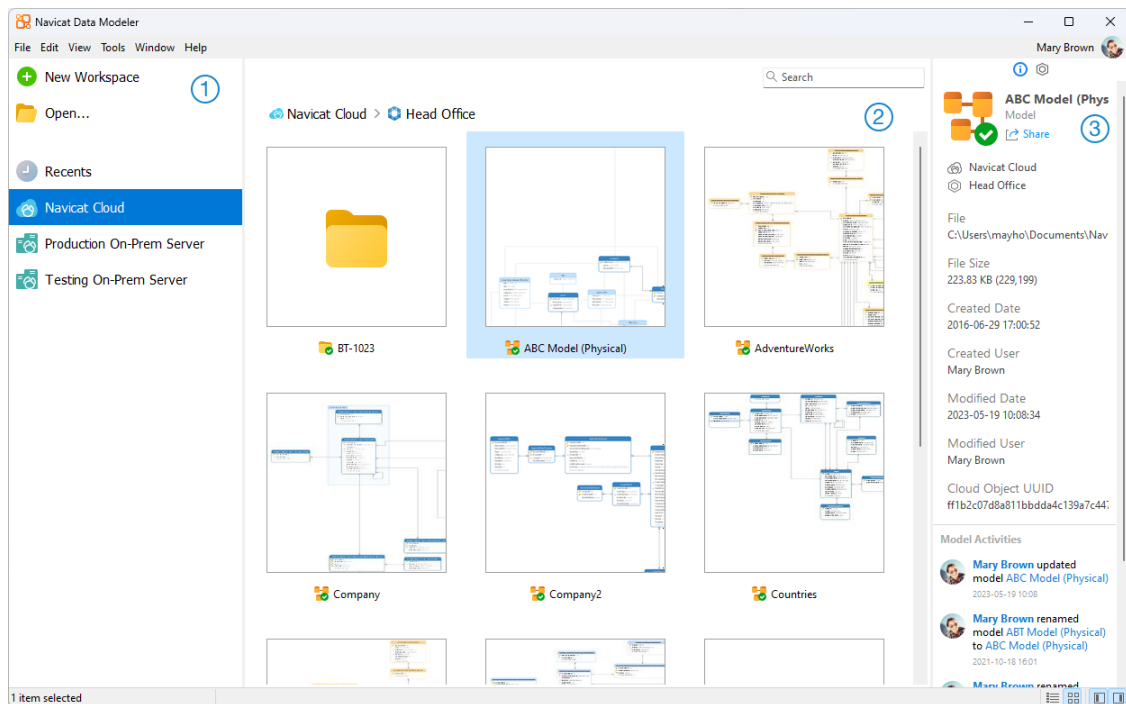 Navicat Data Modeler
File Edit View Tools Window Help
Mary Brown
New Workspace
Open...
1
Recents
Navicat Cloud
Production On-Prem Server
Testing On-Prem Server
Search
Navicat Cloud > Head Office
2
BT-1023
ABC Model (Physical)
AdventureWorks
Company
Company2
Countries
ABC Model (Phys
Model
Share
3
Navicat Cloud
Head Office
File
C:\Users\mayho\Documents\Nav
File Size
223.83 KB (229,199)
Created Date
2016-06-29 17:00:52
Created User
Mary Brown
Modified Date
2023-05-19 10:08:34
Modified User
Mary Brown
Cloud Object UUID
ff1b2c07d8a811bbdda4c139a7c447
Model Activities
Mary Brown updated
model ABC Model (Physical)
2023-05-19 10:08
Mary Brown renamed
model ABT Model (Physical)
to ABC Model (Physical)
2021-10-18 16:01
Mary Brown renamed
1 item selected